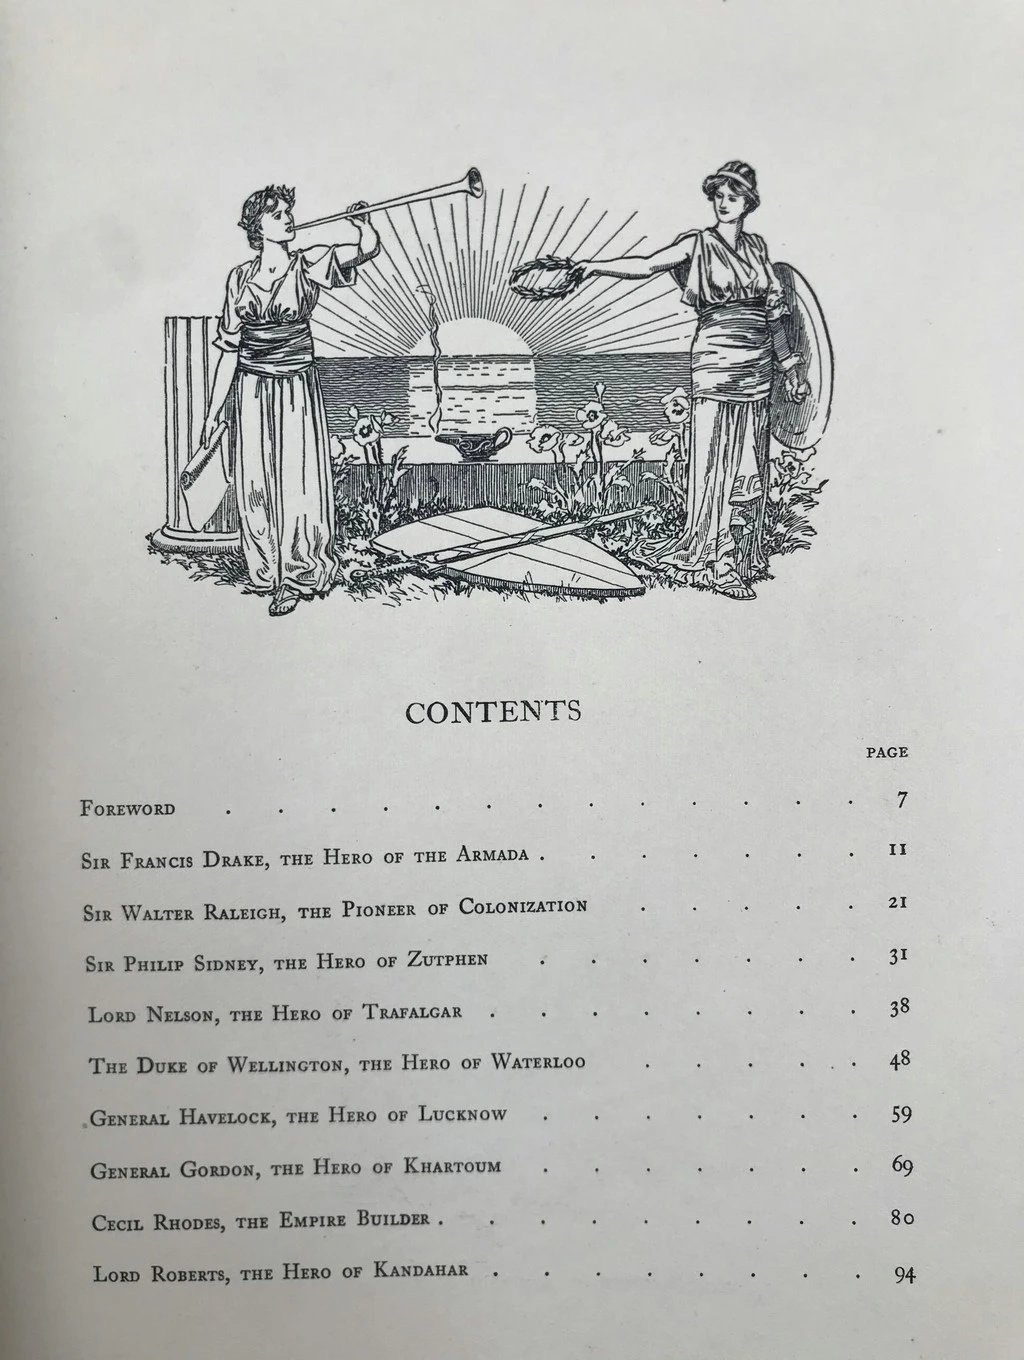 CONTENTS
PAGE
Foreword . . . . . . . . . . . . . 7
Sir Francis Drake, the Hero of the Armada . . . . . . . 11
Sir Walter Raleigh, the Pioneer of Colonization . . . . . 21
Sir Philip Sidney, the Hero of Zutphen . . . . . . . 31
Lord Nelson, the Hero of Trafalgar . . . . . . . . 38
The Duke of Wellington, the Hero of Waterloo . . . . . 48
General Havelock, the Hero of Lucknow . . . . . . . 59
General Gordon, the Hero of Khartoum . . . . . . . 69
Cecil Rhodes, the Empire Builder . . . . . . . . . 80
Lord Roberts, the Hero of Kandahar . . . . . . . . 94